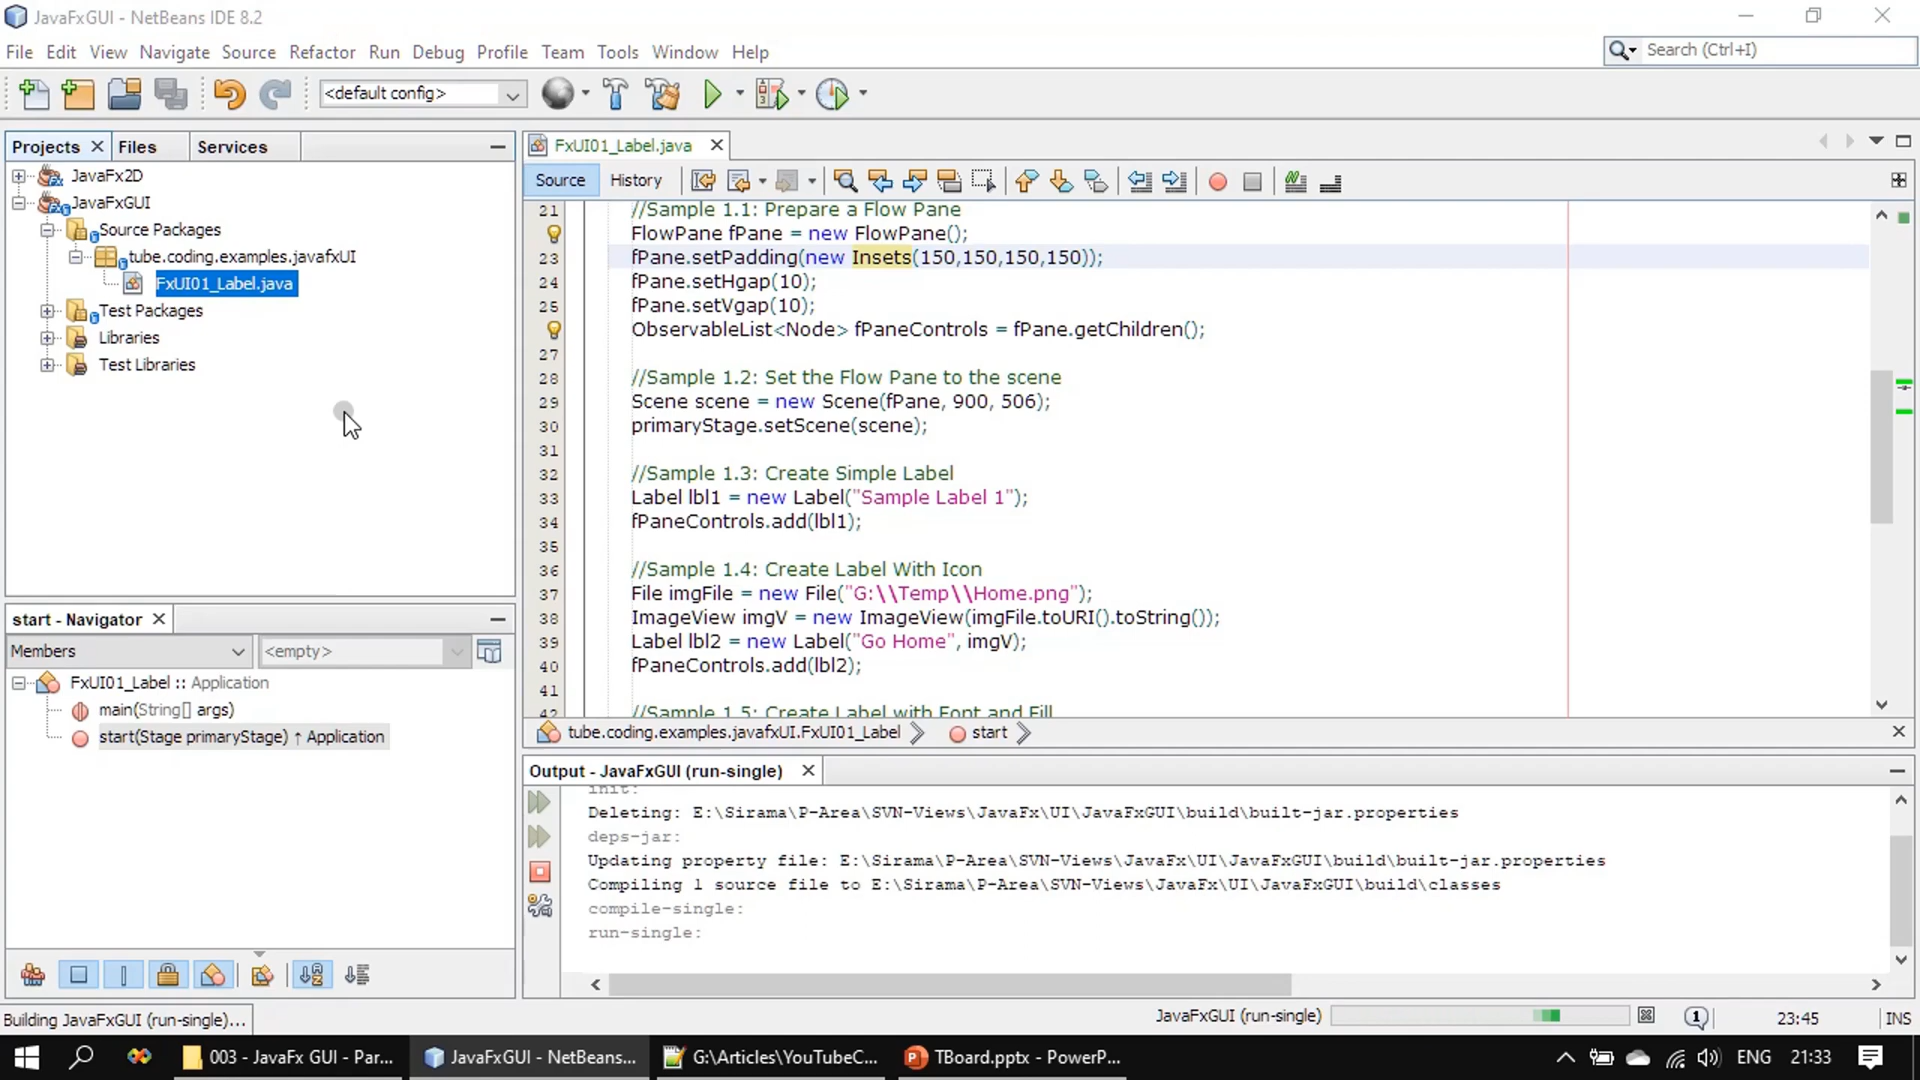 JavaFxGUI - NetBeans IDE 8.2
File Edit View Navigate Source Refactor Run Debug Profile Team Tools Window Help
Search (Ctrl+I)
<default config>
Projects Files Services
JavaFx2D
JavaFxGUI
Source Packages
tube.coding.examples.javafxUI
FxUI01_Label.java
Test Packages
Libraries
Test Libraries
start - Navigator
Members <empty>
FxUI01_Label :: Application
main(String[] args)
start(Stage primaryStage) ↑ Application
FxUI01_Label.java
Source History
21 //Sample 1.1: Prepare a Flow Pane
FlowPane fPane = new FlowPane();
23 fPane.setPadding(new Insets(150,150,150,150));
24 fPane.setHgap(10);
25 fPane.setVgap(10);
ObservableList<Node> fPaneControls = fPane.getChildren();
27
28 //Sample 1.2: Set the Flow Pane to the scene
29 Scene scene = new Scene(fPane, 900, 506);
30 primaryStage.setScene(scene);
31
32 //Sample 1.3: Create Simple Label
33 Label lbl1 = new Label("Sample Label 1");
34 fPaneControls.add(lbl1);
35
36 //Sample 1.4: Create Label With Icon
37 File imgFile = new File("G:\\Temp\\Home.png");
38 ImageView imgV = new ImageView(imgFile.toURI().toString());
39 Label lbl2 = new Label("Go Home", imgV);
40 fPaneControls.add(lbl2);
41
42 //Sample 1.5: Create Label with Font and Fill
tube.coding.examples.javafxUI.FxUI01_Label start
Output - JavaFxGUI (run-single)
init:
Deleting: E:\Sirama\P-Area\SVN-Views\JavaFx\UI\JavaFxGUI\build\built-jar.properties
deps-jar:
Updating property file: E:\Sirama\P-Area\SVN-Views\JavaFx\UI\JavaFxGUI\build\built-jar.properties
Compiling 1 source file to E:\Sirama\P-Area\SVN-Views\JavaFx\UI\JavaFxGUI\build\classes
compile-single:
run-single:
Building JavaFxGUI (run-single)...
JavaFxGUI (run-single) 1 23:45 INS
003 - JavaFx GUI - Par... JavaFxGUI - NetBeans... G:\Articles\YouTubeC... TBoard.pptx - PowerP... ENG 21:33